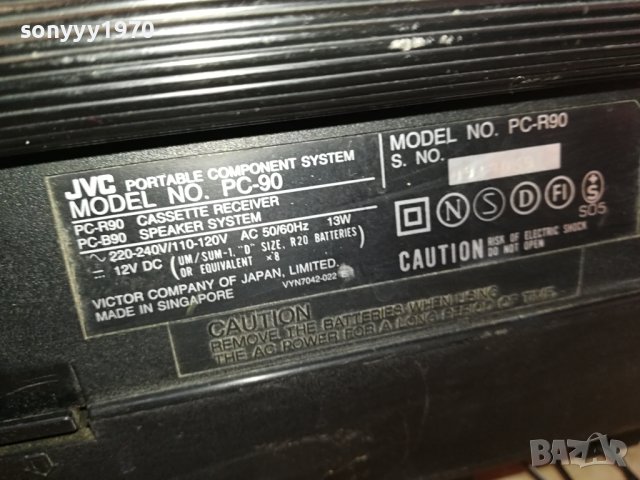 sonyyy1970
JVC PORTABLE COMPONENT SYSTEM
MODEL NO. PC-90
PC-R90 CASSETTE RECEIVER
PC-B90 SPEAKER SYSTEM
220-240V/110-120V AC 50/60Hz 13W
12V DC (UM/SUM-1, "D" SIZE, R20 BATTERIES OR EQUIVALENT ×8)
VICTOR COMPANY OF JAPAN, LIMITED.
MADE IN SINGAPORE VYN7042-022
MODEL NO. PC-R90
S. NO.
N S D FI S
SOS
CAUTION RISK OF ELECTRIC SHOCK
DO NOT OPEN.
CAUTION
REMOVE THE BATTERIES WHEN USING
THE AC POWER FOR A LONG PERIOD OF TIME.
BAZAR
bg